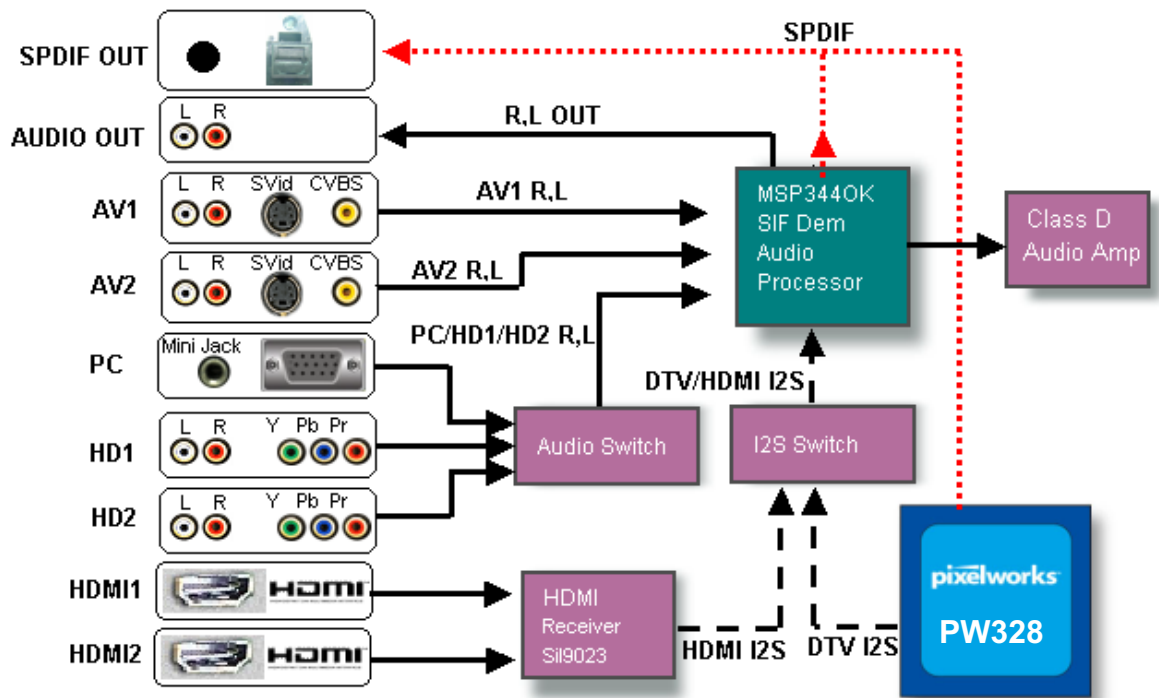 SPDIF OUT
SPDIF
L R
AUDIO OUT
R,L OUT
L R SVid CVBS
AV1
AV1 R,L
MSP344OK
SIF Dem
Audio
Processor
Class D
Audio Amp
L R SVid CVBS
AV2
AV2 R,L
PC/HD1/HD2 R,L
Mini Jack
PC
DTV/HDMI I2S
L R Y Pb Pr
HD1
Audio Switch
I2S Switch
L R Y Pb Pr
HD2
HDMI1
HDMI
HDMI
Receiver
Sil9023
HDMI2
HDMI
HDMI I2S
DTV I2S
pixelworks
PW328